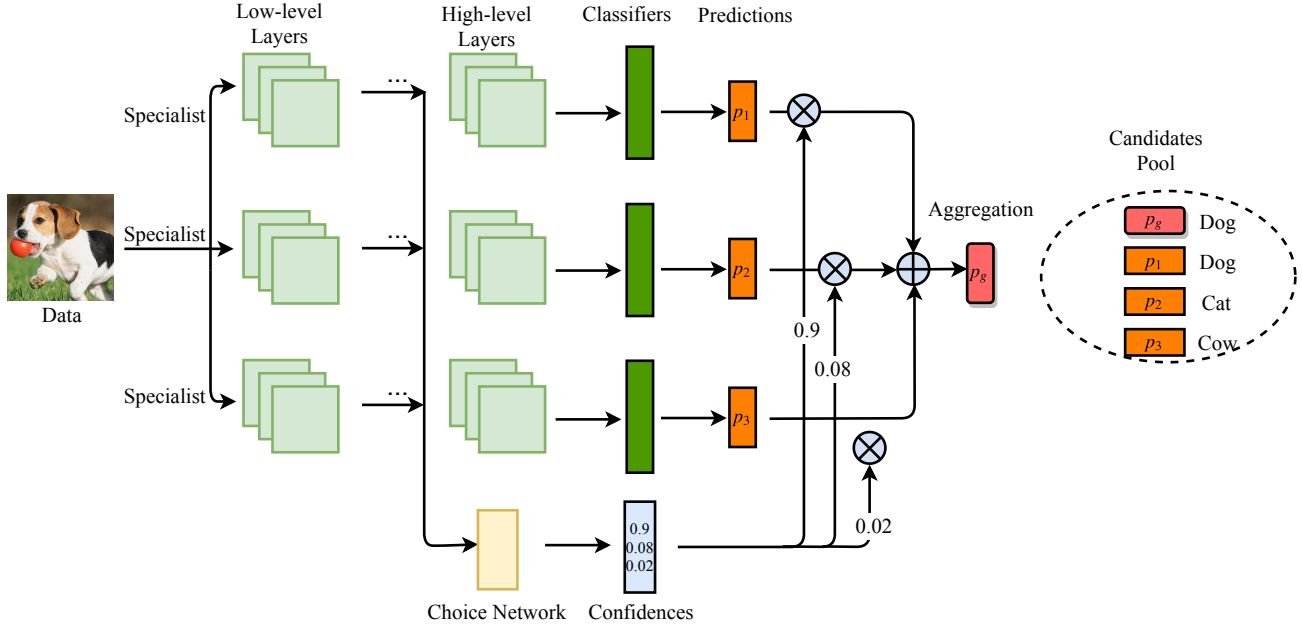 Low-level
Layers
High-level
Layers
Classifiers
Predictions
...
...
...
Specialist
Specialist
Specialist
Data
p1
p2
p3
Aggregation
pg
0.9
0.08
0.02
0.9
0.08
0.02
Choice Network
Confidences
Candidates
Pool
pg Dog
p1 Dog
p2 Cat
p3 Cow